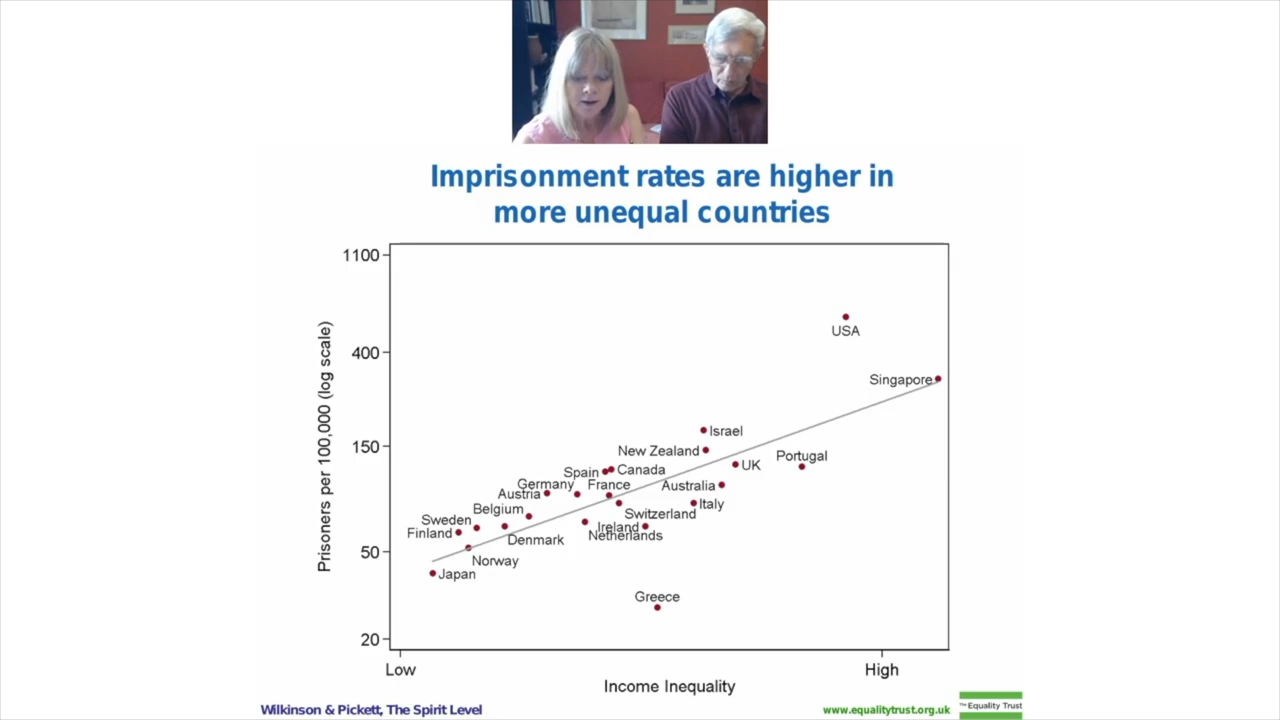 Imprisonment rates are higher in
more unequal countries
1100
400
150
50
20
Prisoners per 100,000 (log scale)
USA
Singapore
Israel
New Zealand
Portugal
UK
Spain
Canada
Germany
France
Australia
Austria
Italy
Belgium
Switzerland
Sweden
Ireland
Finland
Denmark
Netherlands
Norway
Japan
Greece
Low
High
Income Inequality
Wilkinson & Pickett, The Spirit Level
www.equalitytrust.org.uk
The Equality Trust